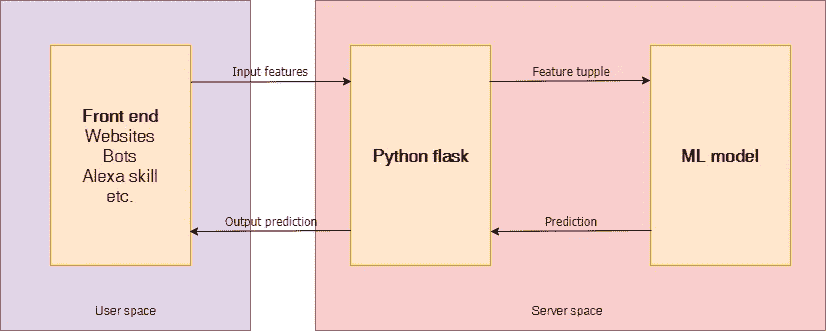 Front end
Websites
Bots
Alexa skill
etc.
Input features
Output prediction
Python flask
Feature tupple
Prediction
ML model
User space
Server space